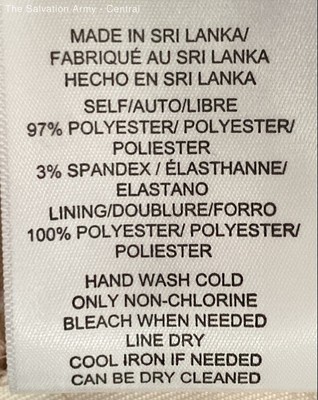 The Salvation Army - Central
MADE IN SRI LANKA/
FABRIQUÉ AU SRI LANKA
HECHO EN SRI LANKA
SELF/AUTO/LIBRE
97% POLYESTER/ POLYESTER/
POLIESTER
3% SPANDEX / ÉLASTHANNE/
ELASTANO
LINING/DOUBLURE/FORRO
100% POLYESTER/ POLYESTER/
POLIESTER
HAND WASH COLD
ONLY NON-CHLORINE
BLEACH WHEN NEEDED
LINE DRY
COOL IRON IF NEEDED
CAN BE DRY CLEANED